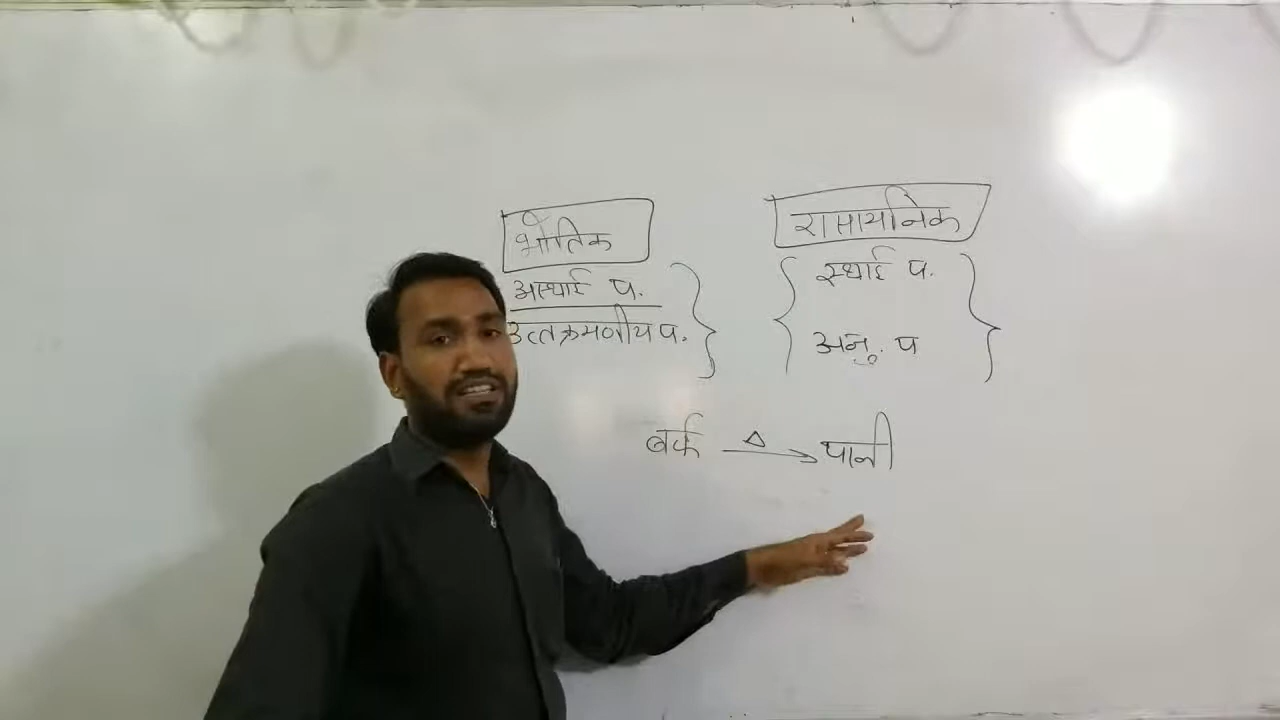 भौतिक
अस्थाई प.
उत्क्रमणीय प.
रासायनिक
स्थाई प.
अनु. प
बर्फ Δ → पानी